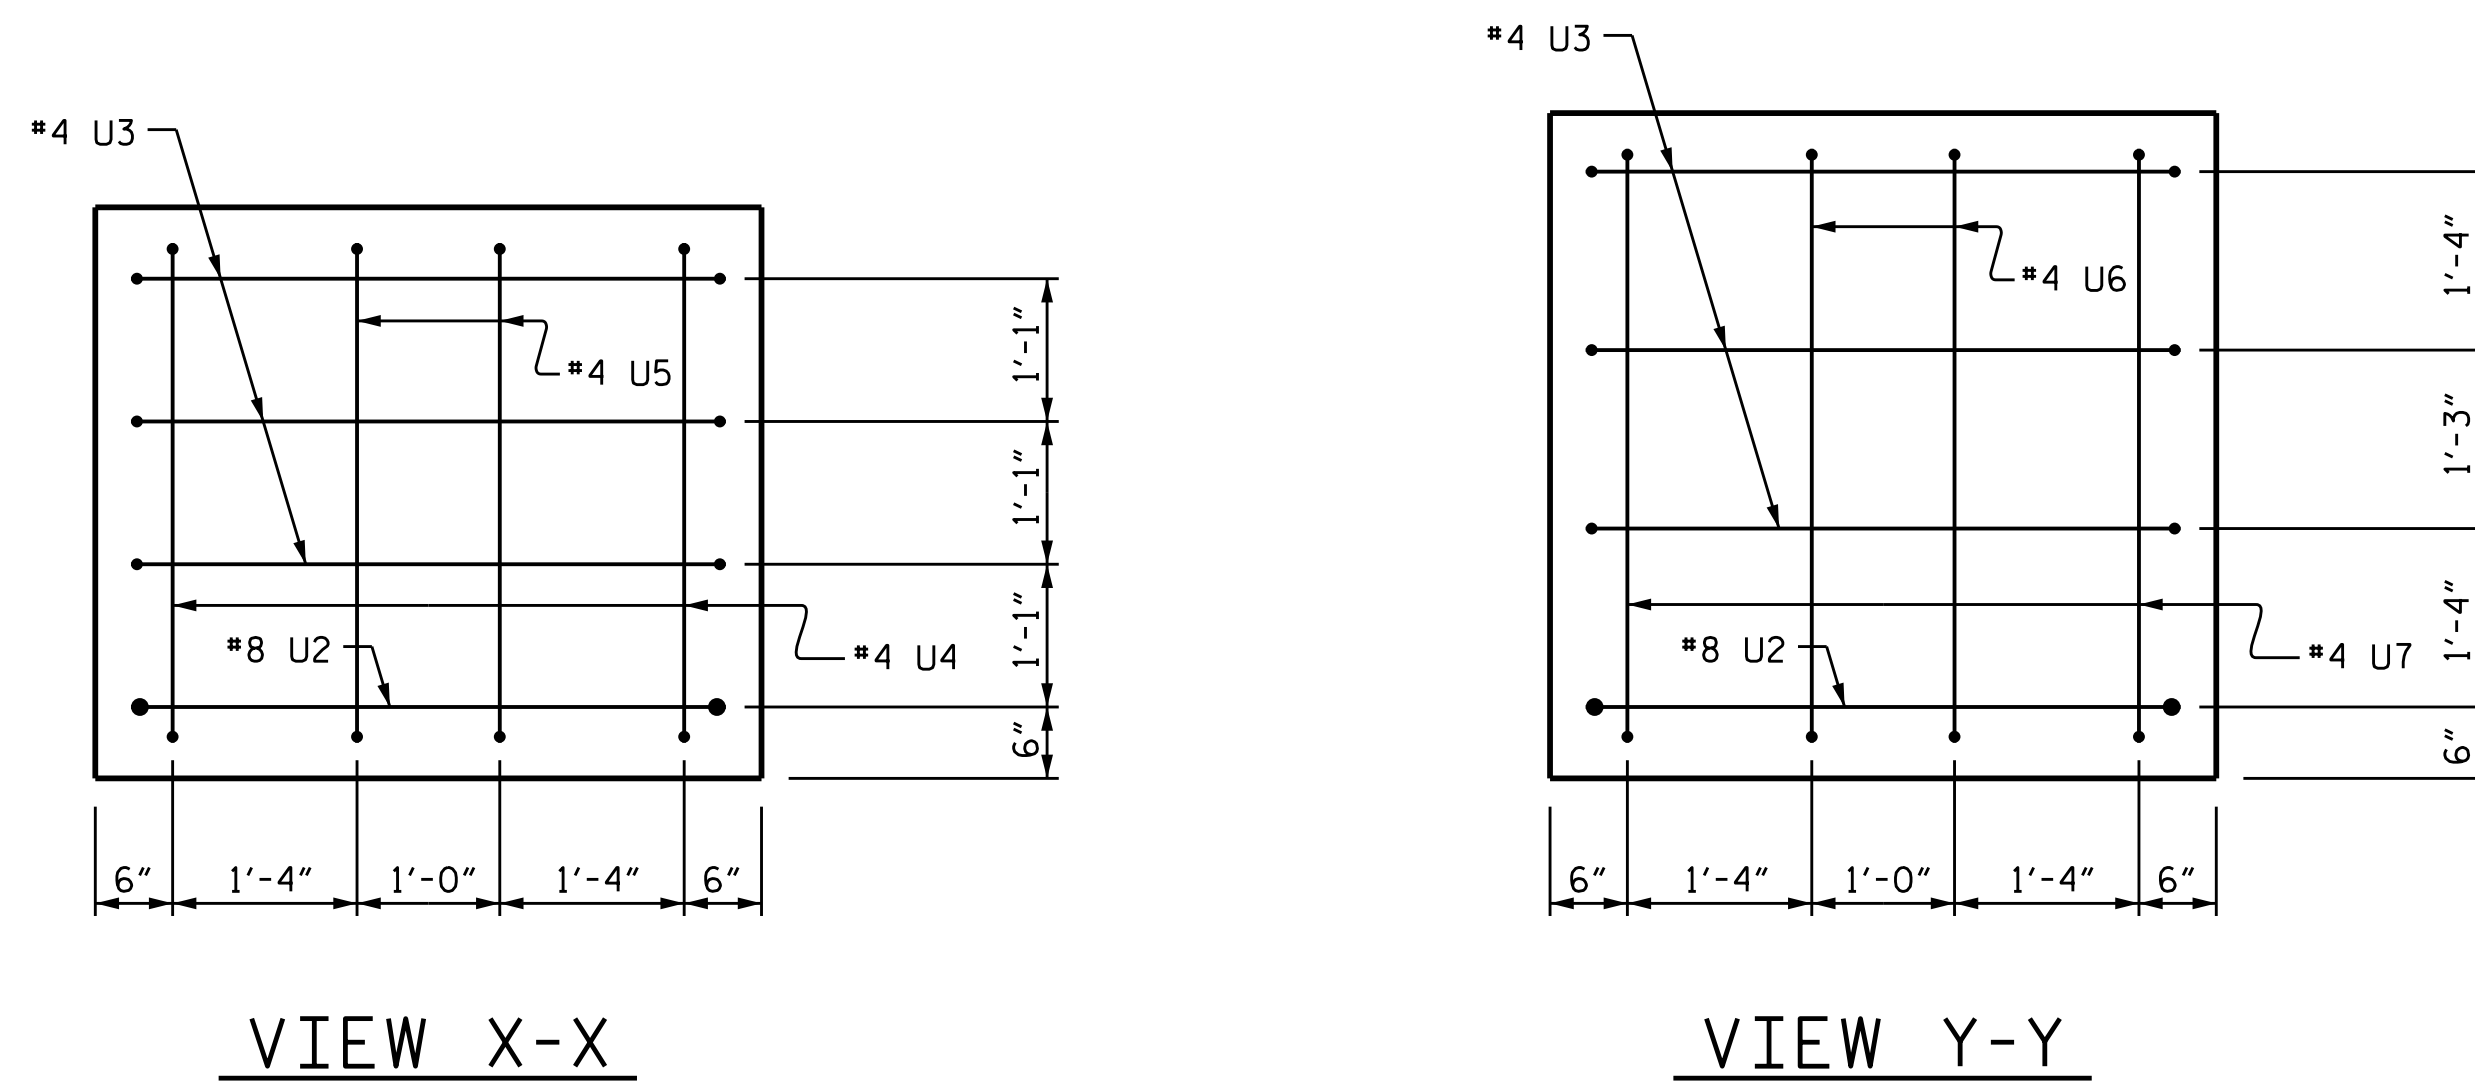 #4 U3
#4 U5
1'-1"
1'-1"
1'-1"
6"
#8 U2
#4 U4
6" 1'-4" 1'-0" 1'-4" 6"
VIEW X-X
#4 U3
#4 U6
1'-4"
1'-3"
1'-4"
6"
#8 U2
#4 U7
6" 1'-4" 1'-0" 1'-4" 6"
VIEW Y-Y